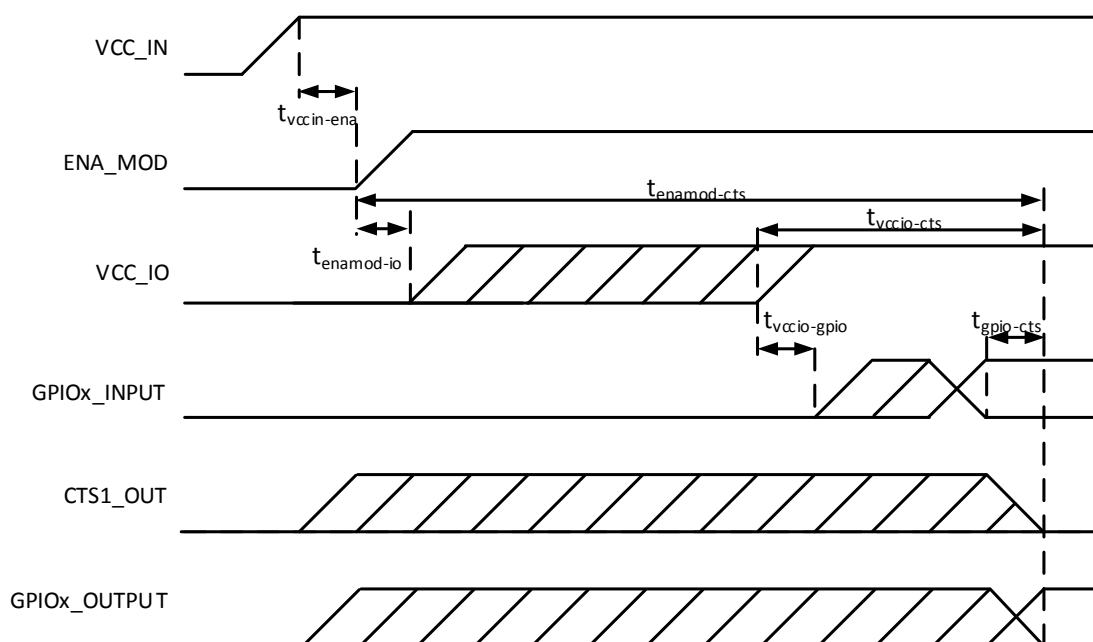 VCC_IN
tvccin-ena
ENA_MOD
tenamod-cts
tvccio-cts
tenamod-io
VCC_IO
tvccio-gpio
tgpio-cts
GPIOx_INPUT
CTS1_OUT
GPIOx_OUTPUT